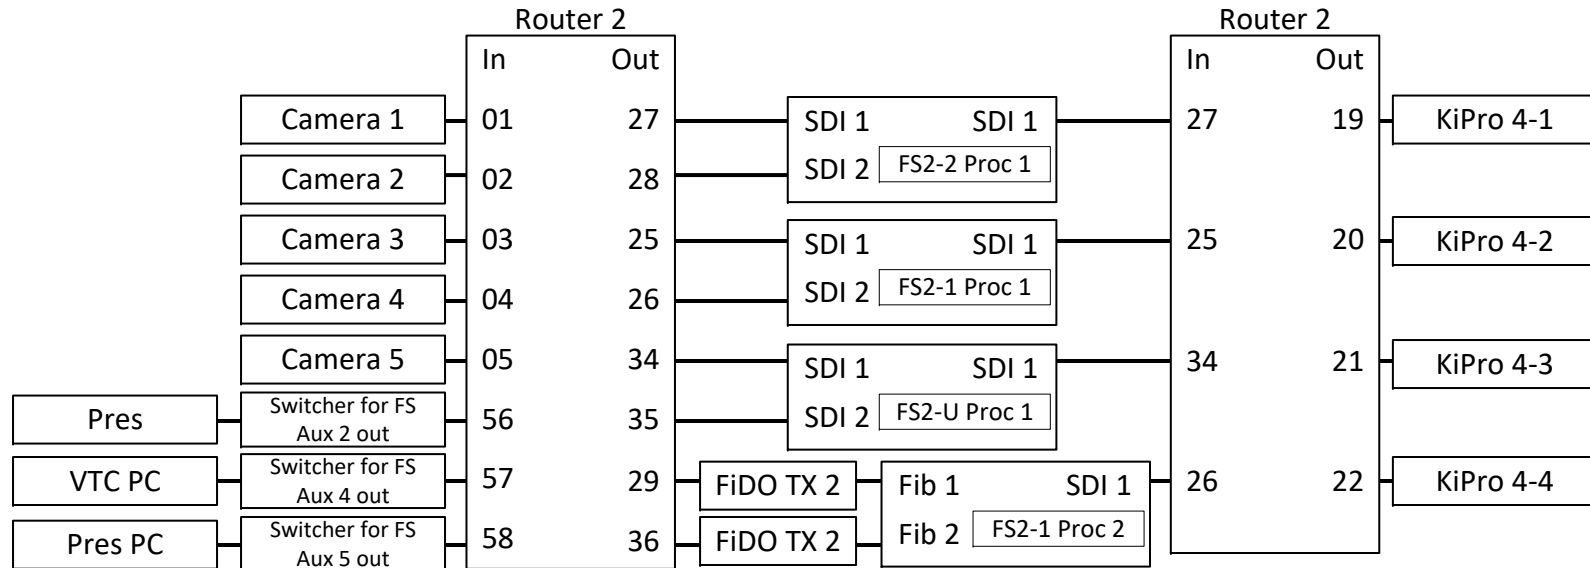 Router 2
Router 2
In Out
In Out
Camera 1
01 27
SDI 1 SDI 1
27 19
KiPro 4-1
SDI 2
FS2-2 Proc 1
Camera 2
02 28
Camera 3
03 25
SDI 1 SDI 1
25 20
KiPro 4-2
SDI 2
FS2-1 Proc 1
Camera 4
04 26
Camera 5
05 34
SDI 1 SDI 1
34 21
KiPro 4-3
SDI 2
FS2-U Proc 1
Pres
Switcher for FS
Aux 2 out
56 35
VTC PC
Switcher for FS
Aux 4 out
57 29
FiDO TX 2
Fib 1 SDI 1
26 22
KiPro 4-4
Pres PC
Switcher for FS
Aux 5 out
58 36
FiDO TX 2
Fib 2
FS2-1 Proc 2